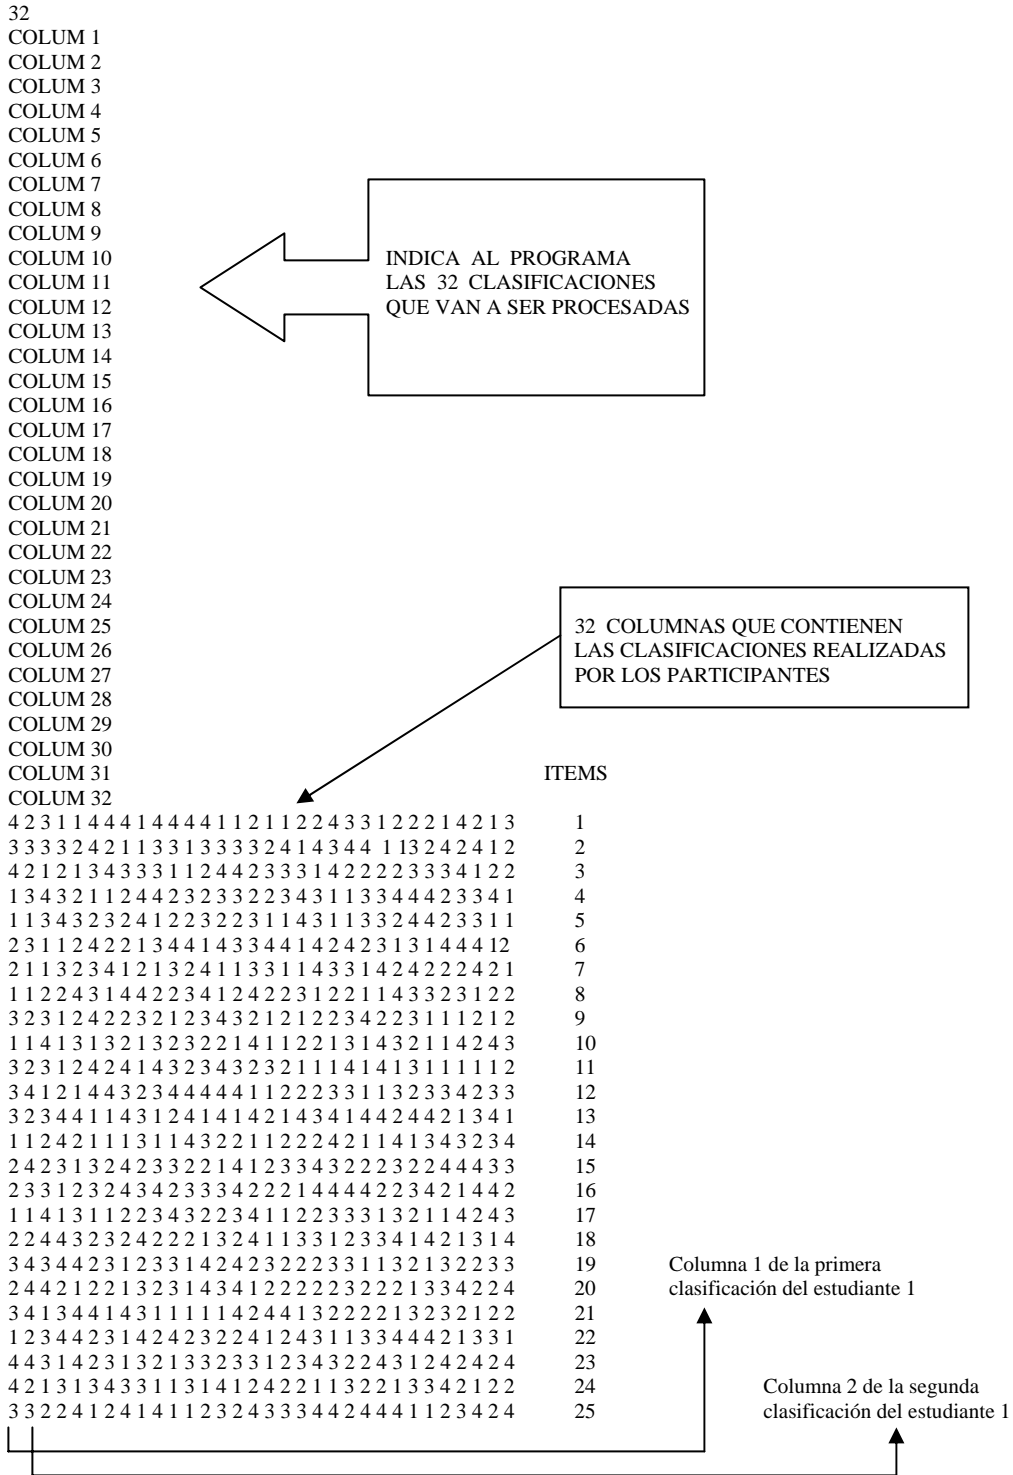 32
COLUM 1
COLUM 2
COLUM 3
COLUM 4
COLUM 5
COLUM 6
COLUM 7
COLUM 8
COLUM 9
COLUM 10
COLUM 11
COLUM 12
COLUM 13
COLUM 14
COLUM 15
COLUM 16
COLUM 17
COLUM 18
COLUM 19
COLUM 20
COLUM 21
COLUM 22
COLUM 23
COLUM 24
COLUM 25
COLUM 26
COLUM 27
COLUM 28
COLUM 29
COLUM 30
COLUM 31
COLUM 32
INDICA AL PROGRAMA
LAS 32 CLASIFICACIONES
QUE VAN A SER PROCESADAS
32 COLUMNAS QUE CONTIENEN
LAS CLASIFICACIONES REALIZADAS
POR LOS PARTICIPANTES
ITEMS
4 2 3 1 1 4 4 4 1 4 4 4 4 1 1 2 1 1 2 2 4 3 3 1 2 2 2 1 4 2 1 3 1
3 3 3 3 2 4 2 1 1 3 3 1 3 3 3 3 2 4 1 4 3 4 4 1 13 2 4 2 4 1 2 2
4 2 1 2 1 3 4 3 3 3 1 1 2 4 4 2 3 3 3 1 4 2 2 2 2 3 3 3 4 1 2 2 3
1 3 4 3 2 1 1 2 4 4 2 3 2 3 3 2 2 3 4 3 1 1 3 3 4 4 4 2 3 3 4 1 4
1 1 3 4 3 2 3 2 4 1 2 2 3 2 2 3 1 1 4 3 1 1 3 3 2 4 4 2 3 3 1 1 5
2 3 1 1 2 4 2 2 1 3 4 4 1 4 3 3 4 4 1 4 2 4 2 3 1 3 1 4 4 4 12 6
2 1 1 3 2 3 4 1 2 1 3 2 4 1 1 3 3 1 1 4 3 3 1 4 2 4 2 2 2 4 2 1 7
1 1 2 2 4 3 1 4 4 2 2 3 4 1 2 4 2 2 3 1 2 2 1 1 4 3 3 2 3 1 2 2 8
3 2 3 1 2 4 2 2 3 2 1 2 3 4 3 2 1 2 1 2 2 3 4 2 2 3 1 1 1 2 1 2 9
1 1 4 1 3 1 3 2 1 3 2 3 2 2 1 4 1 1 2 2 1 3 1 4 3 2 1 1 4 2 4 3 10
3 2 3 1 2 4 2 4 1 4 3 2 3 4 3 2 3 2 1 1 1 4 1 4 1 3 1 1 1 1 1 2 11
3 4 1 2 1 4 4 3 2 3 4 4 4 4 4 1 1 2 2 2 3 3 1 1 3 2 3 3 4 2 3 3 12
3 2 3 4 4 1 1 4 3 1 2 4 1 4 1 4 2 1 4 3 4 1 4 4 2 4 4 2 1 3 4 1 13
1 1 2 4 2 1 1 1 3 1 1 4 3 2 2 1 1 2 2 2 4 2 1 1 4 1 3 4 3 2 3 4 14
2 4 2 3 1 3 2 4 2 3 3 2 2 1 4 1 2 3 3 4 3 2 2 2 3 2 2 4 4 4 3 3 15
2 3 3 1 2 3 2 4 3 4 2 3 3 3 4 2 2 2 1 4 4 4 4 2 2 3 4 2 1 4 4 2 16
1 1 4 1 3 1 1 2 2 3 4 3 2 2 3 4 1 1 2 2 3 3 3 1 3 2 1 1 4 2 4 3 17
2 2 4 4 3 2 3 2 4 2 2 2 1 3 2 4 1 1 3 3 1 2 3 3 4 1 4 2 1 3 1 4 18
3 4 3 4 4 2 3 1 2 3 3 1 4 2 4 2 3 2 2 2 3 3 1 1 3 2 1 3 2 2 3 3 19
2 4 4 2 1 2 2 1 3 2 3 1 4 3 4 1 2 2 2 2 2 3 2 2 2 1 3 3 4 2 2 4 20
3 4 1 3 4 4 1 4 3 1 1 1 1 1 4 2 4 4 1 3 2 2 2 2 1 3 2 3 2 1 2 2 21
1 2 3 4 4 2 3 1 4 2 4 2 3 2 2 4 1 2 4 3 1 1 3 3 4 4 4 2 1 3 3 1 22
4 4 3 1 4 2 3 1 3 2 1 3 3 2 3 3 1 2 3 4 3 2 2 4 3 1 2 4 2 4 2 4 23
4 2 1 3 1 3 4 3 3 1 1 3 1 4 1 2 4 2 2 1 1 3 2 2 1 3 3 4 2 1 2 2 24
3 3 2 2 4 1 2 4 1 4 1 1 2 3 2 4 3 3 3 4 4 2 4 4 4 1 1 2 3 4 2 4 25
Columna 1 de la primera
clasificación del estudiante 1
Columna 2 de la segunda
clasificación del estudiante 1